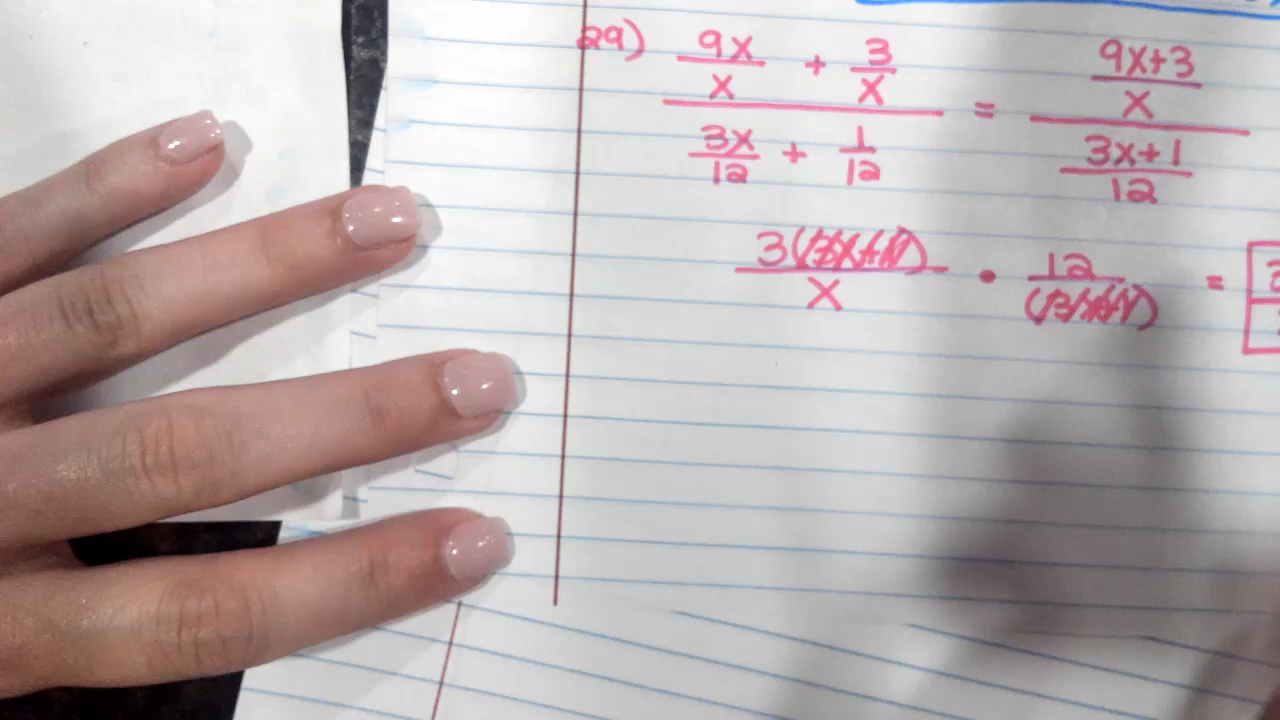 29) 9x/x + 3/x = 9x+3/x
3x/12 + 1/12 3x+1/12
3(3x+1)/x • 12/(3x+1) =